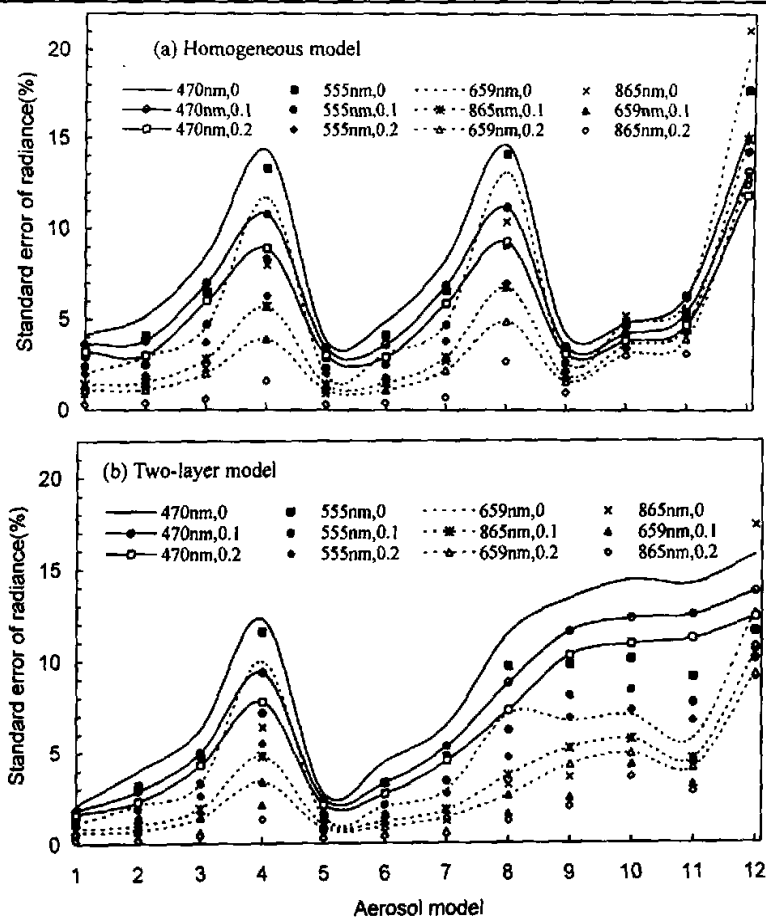 (a) Homogeneous model
470nm,0 555nm,0 659nm,0 865nm,0
470nm,0.1 555nm,0.1 865nm,0.1 659nm,0.1
470nm,0.2 555nm,0.2 659nm,0.2 865nm,0.2
Standard error of radiance(%)
20
15
10
5
0
(b) Two-layer model
470nm,0 555nm,0 659nm,0 865nm,0
470nm,0.1 555nm,0.1 865nm,0.1 659nm,0.1
470nm,0.2 555nm,0.2 659nm,0.2 865nm,0.2
Standard error of radiance(%)
20
15
10
5
0
1 2 3 4 5 6 7 8 9 10 11 12
Aerosol model